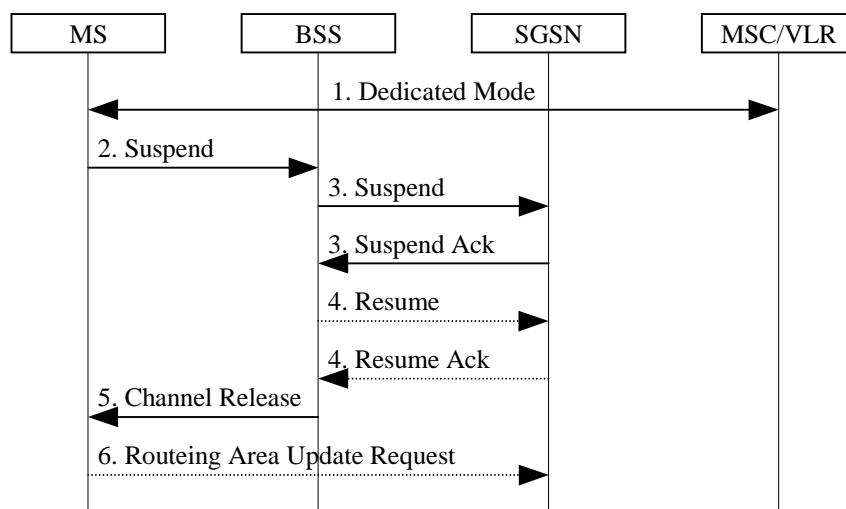 MS
BSS
SGSN
MSC/VLR
1. Dedicated Mode
2. Suspend
3. Suspend
3. Suspend Ack
4. Resume
4. Resume Ack
5. Channel Release
6. Routeing Area Update Request